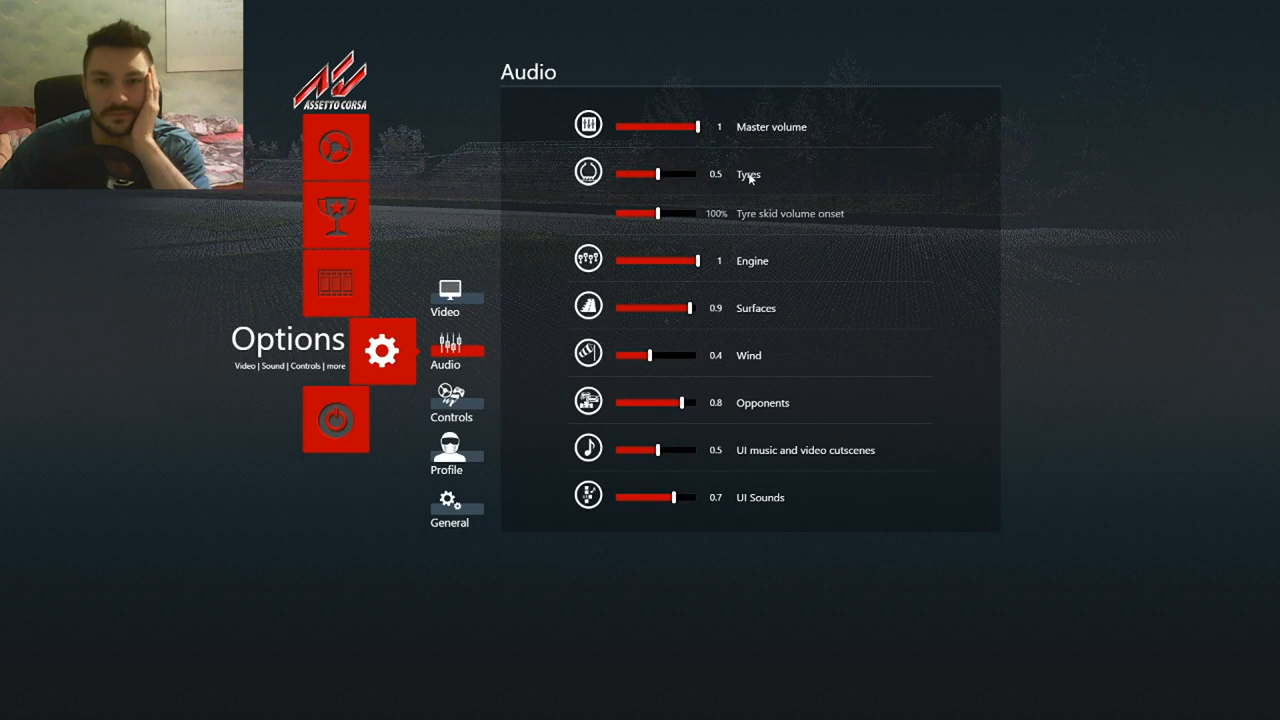 ASSETTO CORSA
Options
Video | Sound | Controls | more
Video
Audio
Controls
Profile
General
Audio
1 Master volume
0.5 Tyres
100% Tyre skid volume onset
1 Engine
0.9 Surfaces
0.4 Wind
0.8 Opponents
0.5 UI music and video cutscenes
0.7 UI Sounds